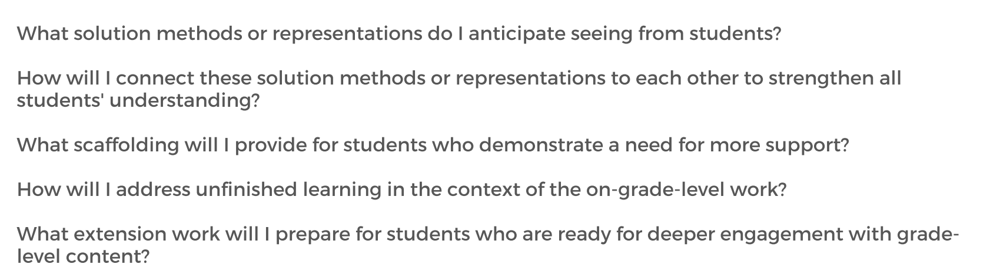 What solution methods or representations do I anticipate seeing from students?
How will I connect these solution methods or representations to each other to strengthen all
students' understanding?
What scaffolding will I provide for students who demonstrate a need for more support?
How will I address unfinished learning in the context of the on-grade-level work?
What extension work will I prepare for students who are ready for deeper engagement with grade-
level content?